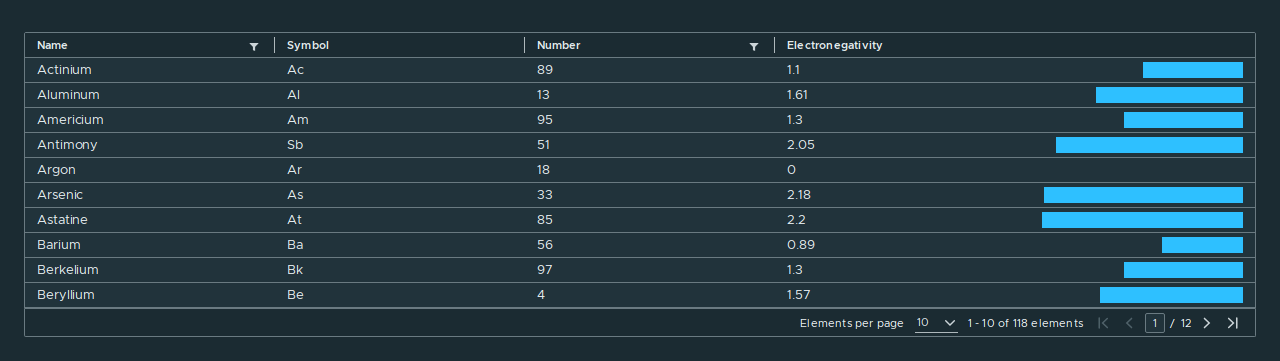 Name Symbol Number Electronegativity
Actinium Ac 89 1.1
Aluminum Al 13 1.61
Americium Am 95 1.3
Antimony Sb 51 2.05
Argon Ar 18 0
Arsenic As 33 2.18
Astatine At 85 2.2
Barium Ba 56 0.89
Berkelium Bk 97 1.3
Beryllium Be 4 1.57
Elements per page 10 1 - 10 of 118 elements 1 / 12